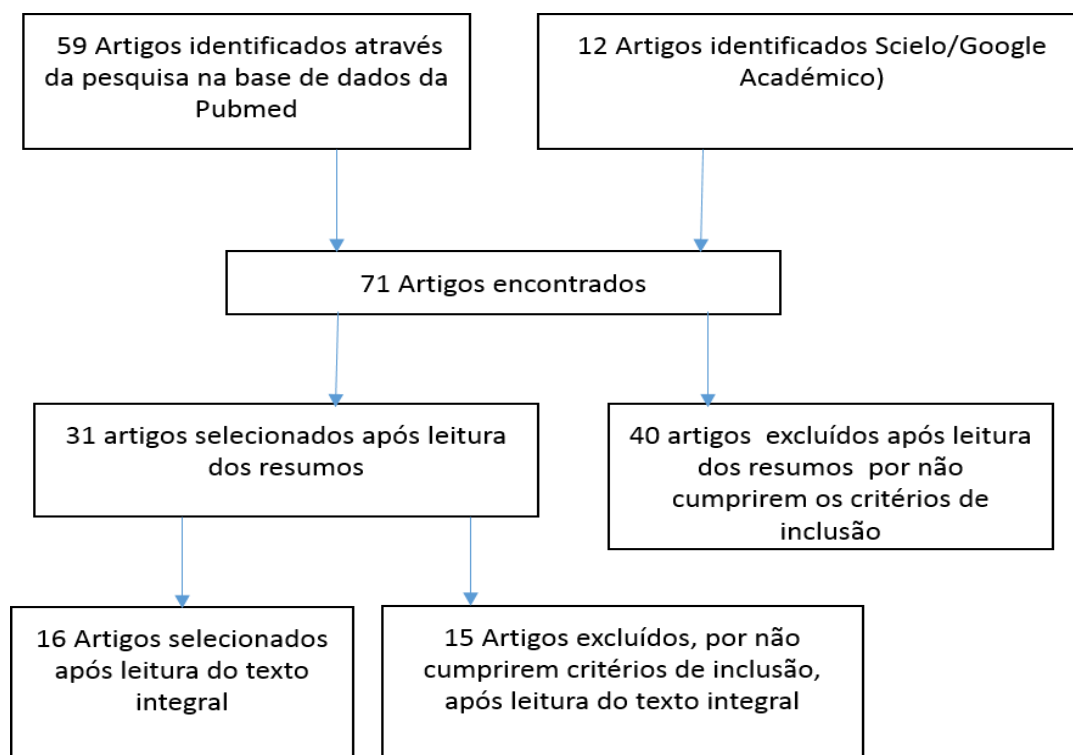 59 Artigos identificados através
da pesquisa na base de dados da
Pubmed
12 Artigos identificados Scielo/Google
Académico)
71 Artigos encontrados
31 artigos selecionados após leitura
dos resumos
40 artigos excluídos após leitura
dos resumos por não
cumprirem os critérios de
inclusão
16 Artigos selecionados
após leitura do texto
integral
15 Artigos excluídos, por não
cumprirem critérios de inclusão,
após leitura do texto integral